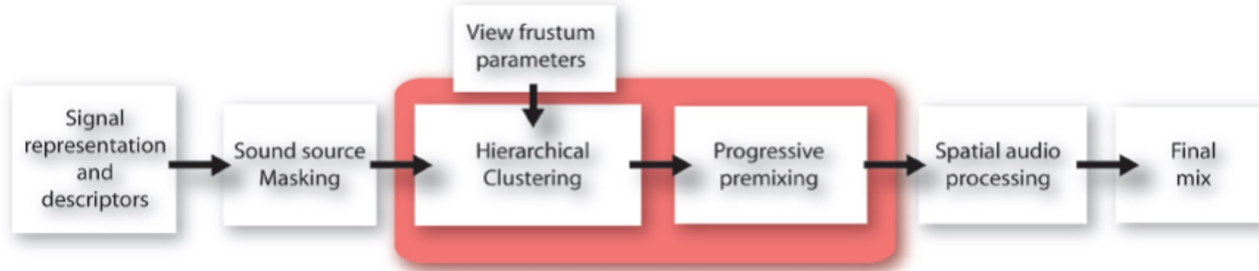 View frustum
parameters
Signal
representation
and
descriptors
Sound source
Masking
Hierarchical
Clustering
Progressive
premixing
Spatial audio
processing
Final
mix